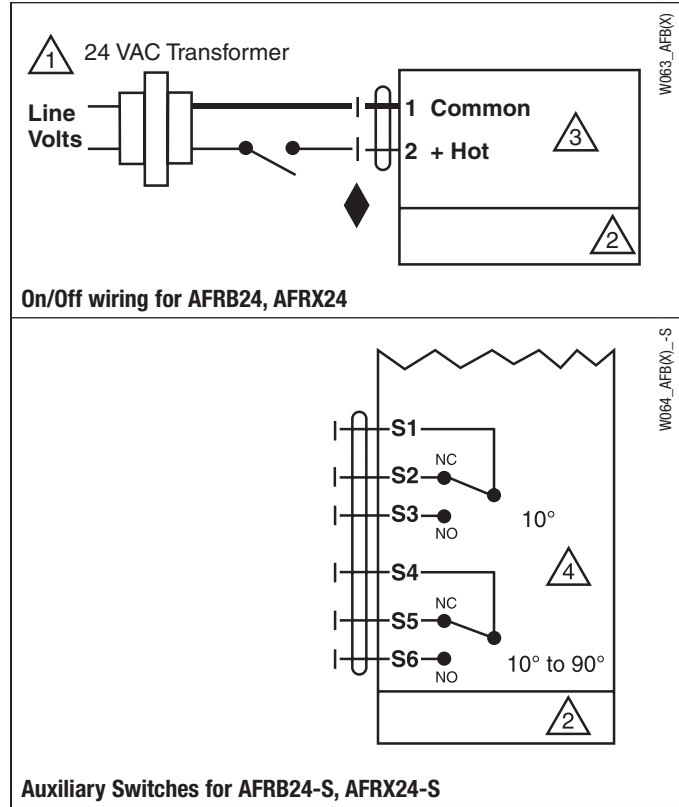 1 24 VAC Transformer
Line
Volts
1 Common
2 + Hot
3
2
W063_AFB(X)
On/Off wiring for AFRB24, AFRX24
W064_AFB(X)_-S
S1
NC
S2
S3
NO
10°
S4
4
NC
S5
S6
NO
10° to 90°
2
Auxiliary Switches for AFRB24-S, AFRX24-S